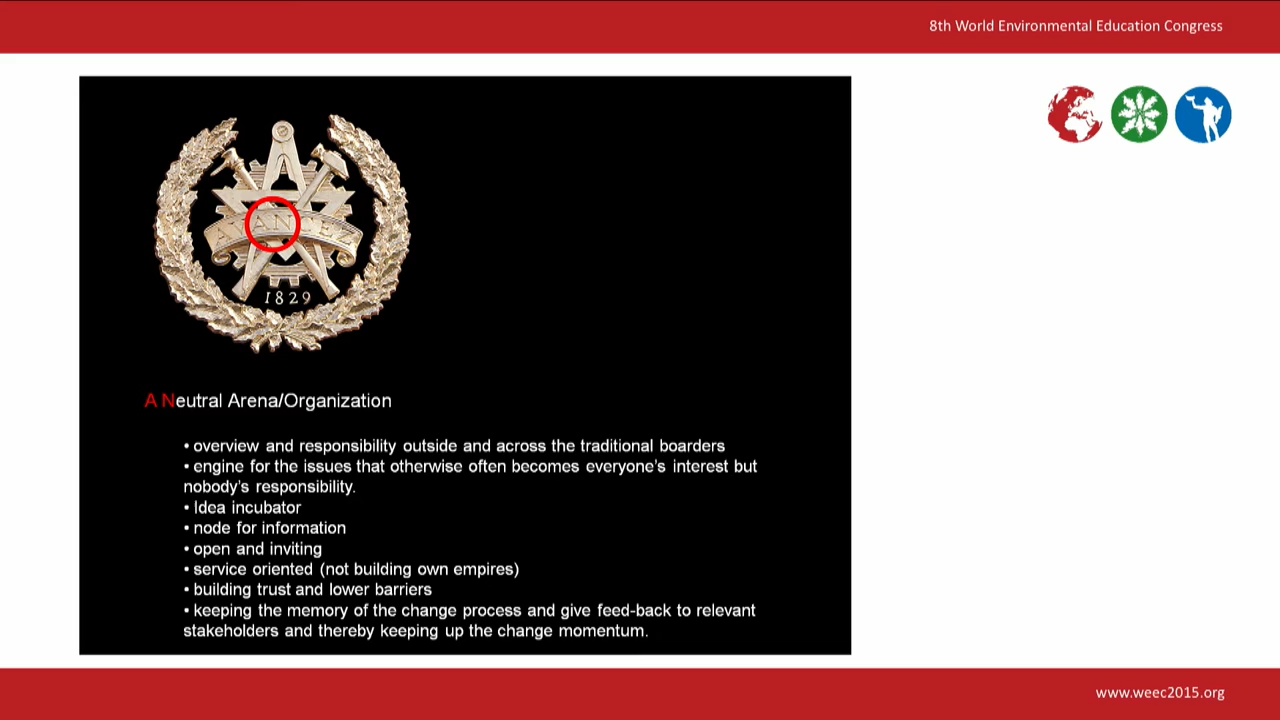 8th World Environmental Education Congress
AVANCEZ
1829
A Neutral Arena/Organization
• overview and responsibility outside and across the traditional boarders
• engine for the issues that otherwise often becomes everyone's interest but
nobody's responsibility.
• Idea incubator
• node for information
• open and inviting
• service oriented (not building own empires)
• building trust and lower barriers
• keeping the memory of the change process and give feed-back to relevant
stakeholders and thereby keeping up the change momentum.
www.weec2015.org